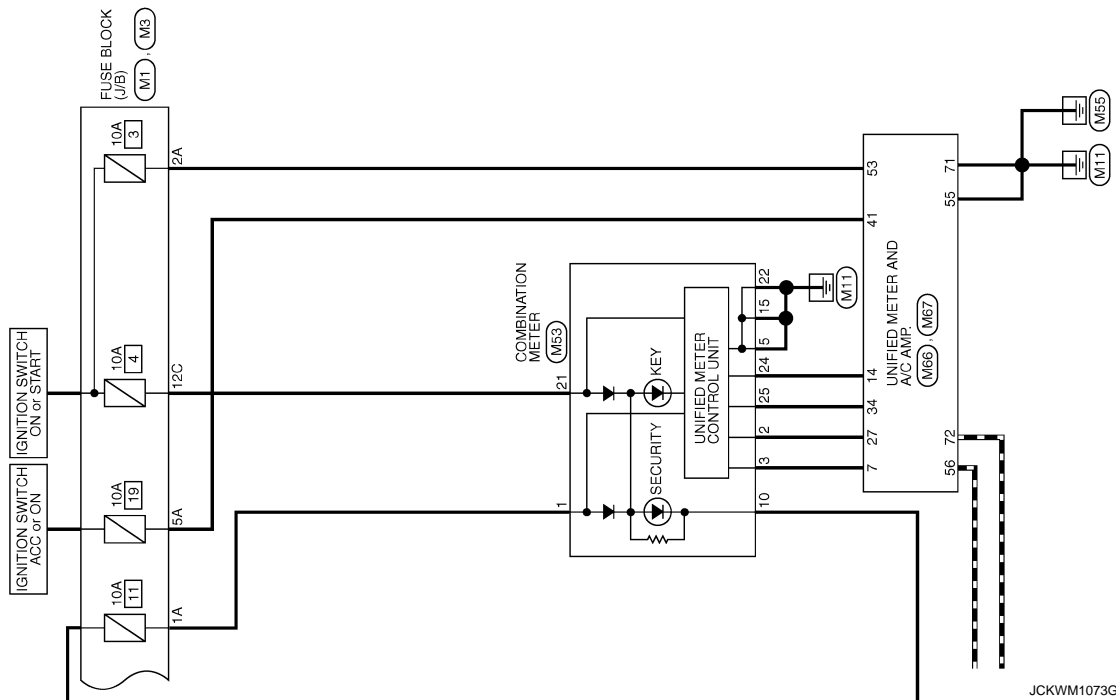 FUSE BLOCK
(J/B)
M1 , M3
IGNITION SWITCH
ON or START
IGNITION SWITCH
ACC or ON
10A
3
2A
10A
4
12C
10A
19
5A
10A
11
1A
COMBINATION
METER
M53
21
1
KEY
SECURITY
UNIFIED METER
CONTROL UNIT
22
15
5
24
25
2
3
10
M11
53
41
14
34
27
7
UNIFIED METER AND
A/C AMP.
M66 , M67
71
55
72
56
M55
M11
JCKWM1073G